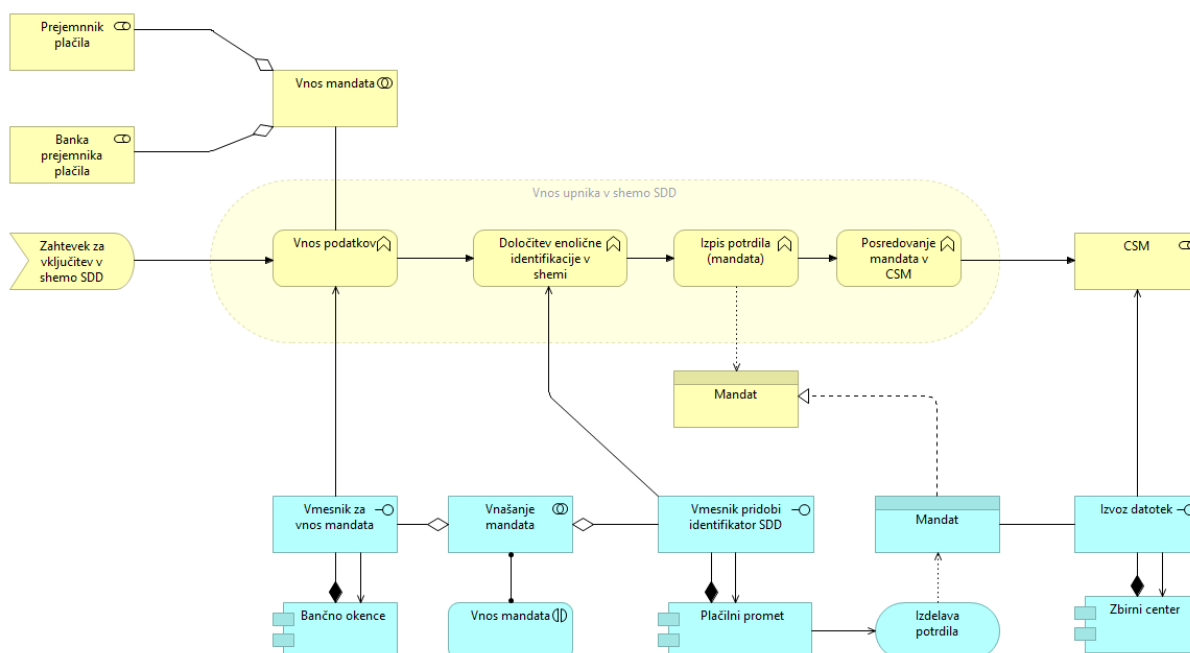 Prejemnnik
plačila
Vnos mandata
Banka
prejemnika
plačila
Vnos upnika v shemo SDD
Zahtevek za
vključitev v
shemo SDD
Vnos podatkov
Določitev enolične
identifikacije v
shemi
Izpis potrdila
(mandata)
Posredovanje
mandata v
CSM
CSM
Mandat
Vmesnik za
vnos mandata
Vnašanje
mandata
Vmesnik pridobi
identifikator SDD
Mandat
Izvoz datotek
Bančno okence
Vnos mandata
Plačilni promet
Izdelava
potrdila
Zbirni center